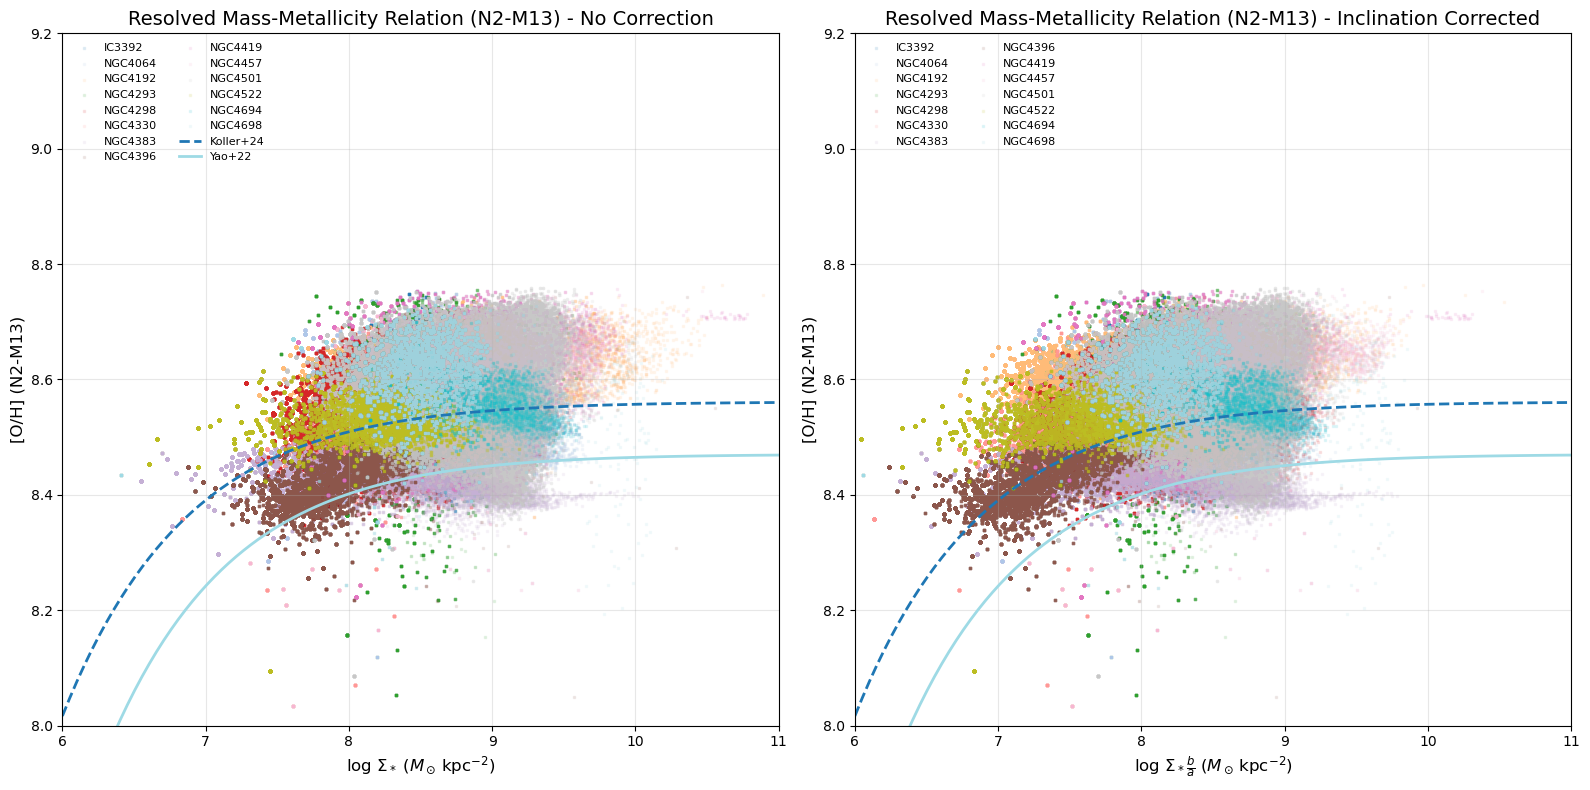 Resolved Mass-Metallicity Relation (N2-M13) - No Correction
[O/H] (N2-M13)
9.2
9.0
8.8
8.6
8.4
8.2
8.0
IC3392
NGC4064
NGC4192
NGC4293
NGC4298
NGC4330
NGC4383
NGC4396
NGC4419
NGC4457
NGC4501
NGC4522
NGC4694
NGC4698
Koller+24
Yao+22
6 7 8 9 10 11
log Σ* (M⊙ kpc⁻²)
Resolved Mass-Metallicity Relation (N2-M13) - Inclination Corrected
[O/H] (N2-M13)
9.2
9.0
8.8
8.6
8.4
8.2
8.0
IC3392
NGC4064
NGC4192
NGC4293
NGC4298
NGC4330
NGC4383
NGC4396
NGC4419
NGC4457
NGC4501
NGC4522
NGC4694
NGC4698
6 7 8 9 10 11
log Σ* b/a (M⊙ kpc⁻²)